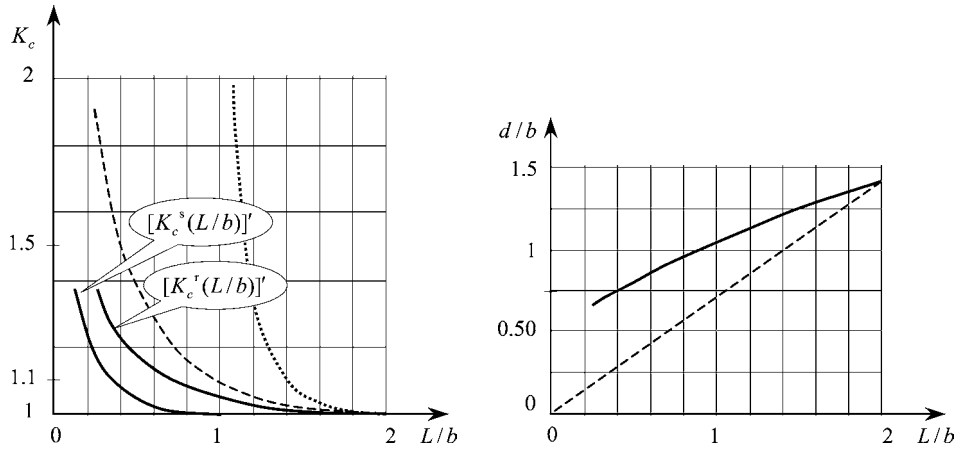 K_c
2
1.5
1.1
1
[K_c^s(L/b)]′
[K_c^r(L/b)]′
0 1 2 L/b
d/b
1.5
1
0.50
0
0 1 2 L/b